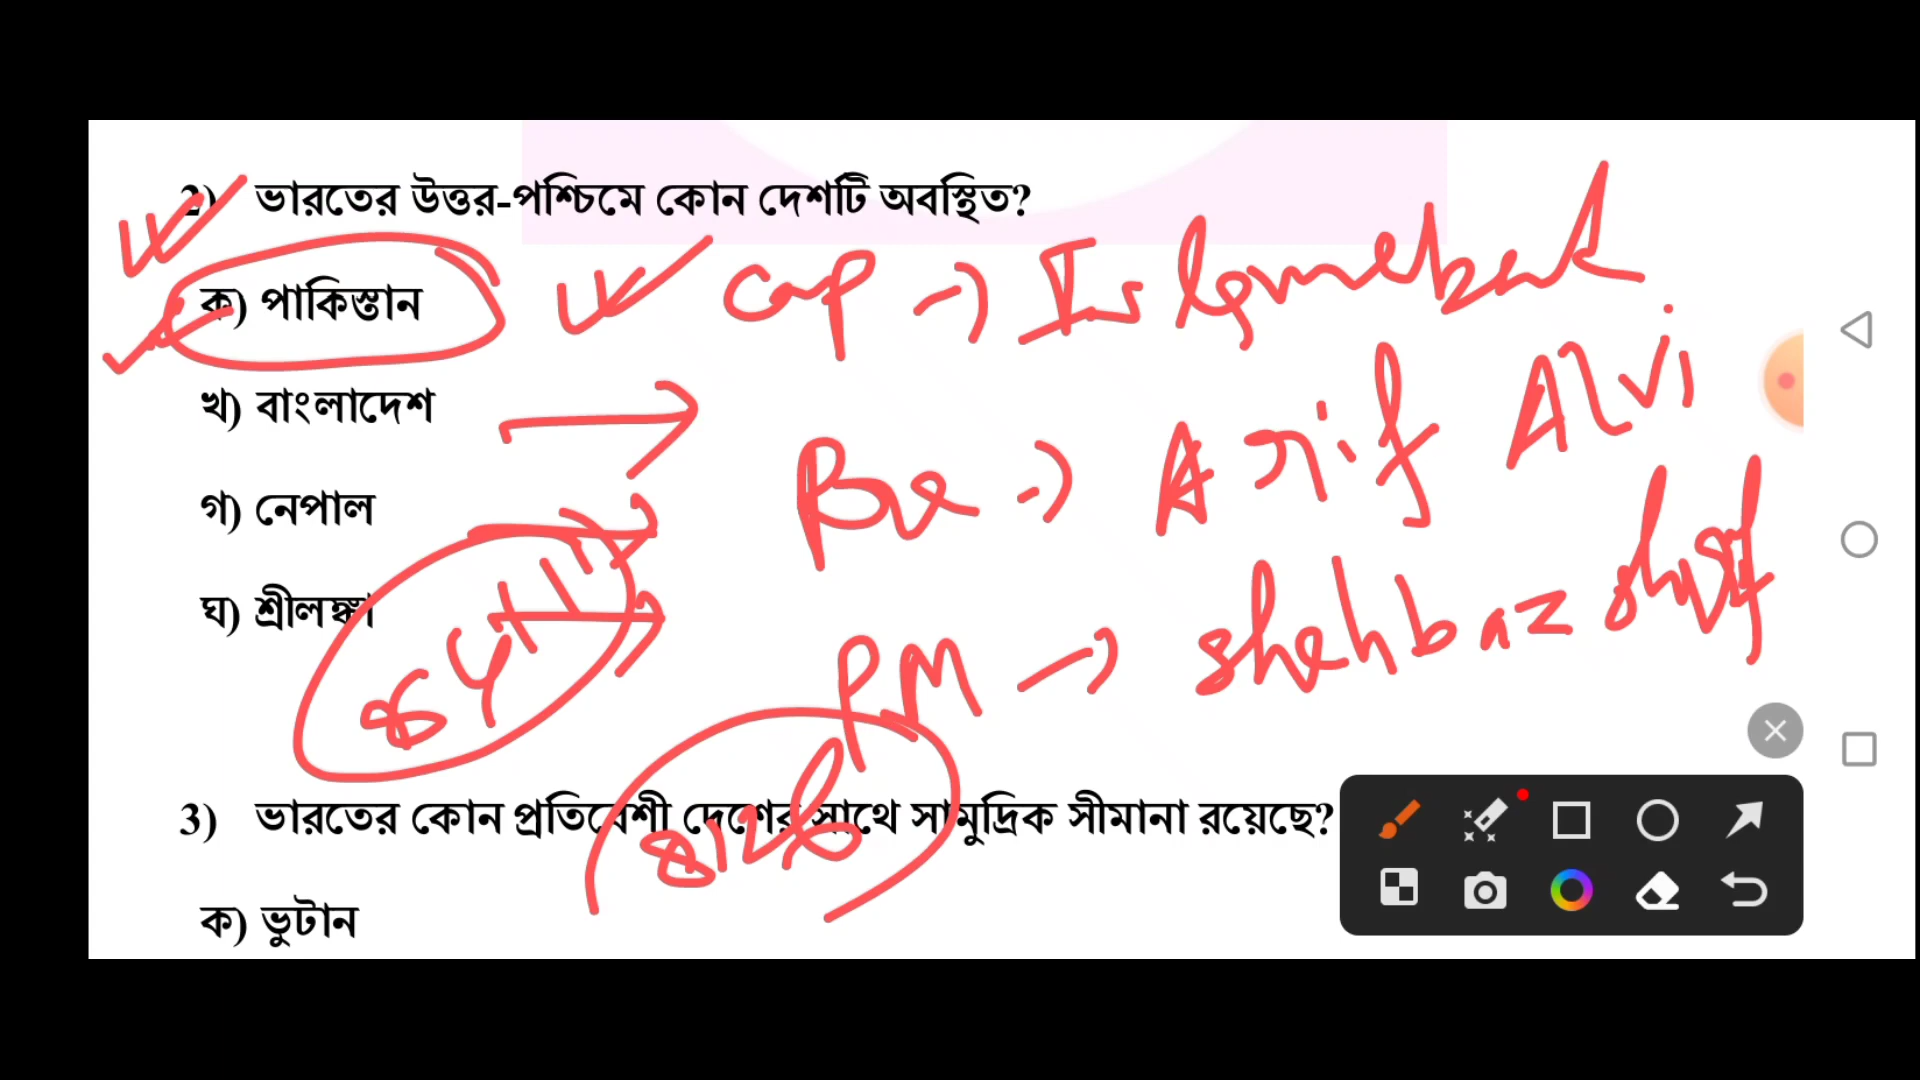 2) ভারতের উত্তর-পশ্চিমে কোন দেশটি অবস্থিত?
ক) পাকিস্তান
cap → Islamabad
খ) বাংলাদেশ
→ Arif Alvi
গ) নেপাল
ঘ) শ্রীলঙ্কা
PM → Shehbaz Sharif
3) ভারতের কোন প্রতিবেশী দেশের সাথে সামুদ্রিক সীমানা রয়েছে?
ক) ভুটান